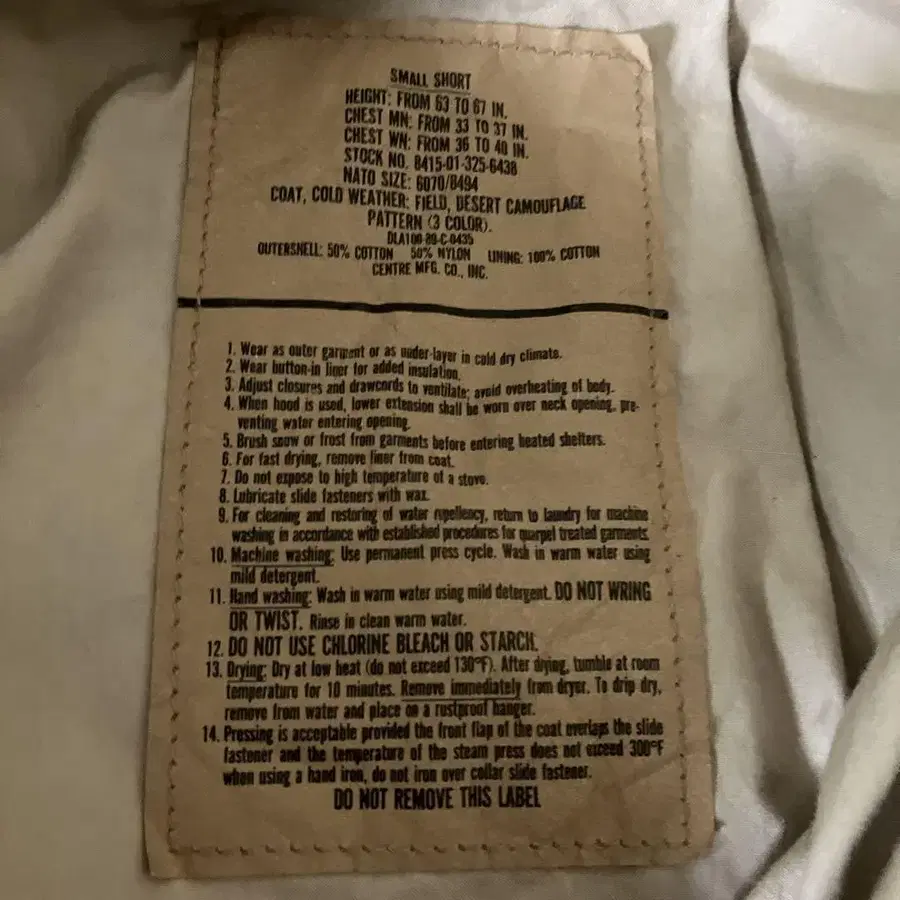 SMALL SHORT
HEIGHT: FROM 63 TO 67 IN.
CHEST MN: FROM 33 TO 37 IN.
CHEST WN: FROM 36 TO 40 IN.
STOCK NO. 8415-01-325-6438
NATO SIZE: 6070/8494
COAT, COLD WEATHER: FIELD, DESERT CAMOUFLAGE
PATTERN (3 COLOR).
DLA100-89-C-0435
OUTERSHELL: 50% COTTON 50% NYLON LINING: 100% COTTON
CENTRE MFG. CO., INC.
1. Wear as outer garment or as under-layer in cold dry climate.
2. Wear button-in liner for added insulation.
3. Adjust closures and drawcords to ventilate; avoid overheating of body.
4. When hood is used, lower extension shall be worn over neck opening, pre-
venting water entering opening.
5. Brush snow or frost from garments before entering heated shelters.
6. For fast drying, remove liner from coat.
7. Do not expose to high temperature of a stove.
8. Lubricate slide fasteners with wax.
9. For cleaning and restoring of water repellency, return to laundry for machine
washing in accordance with established procedures for quarpel treated garments.
10. Machine washing: Use permanent press cycle. Wash in warm water using
mild detergent.
11. Hand washing: Wash in warm water using mild detergent. DO NOT WRING
OR TWIST. Rinse in clean warm water.
12. DO NOT USE CHLORINE BLEACH OR STARCH.
13. Drying: Dry at low heat (do not exceed 130°F). After drying, tumble at room
temperature for 10 minutes. Remove immediately from dryer. To drip dry,
remove from water and place on a rustproof hanger.
14. Pressing is acceptable provided the front flap of the coat overlaps the slide
fastener and the temperature of the steam press does not exceed 300°F
when using a hand iron, do not iron over collar slide fastener.
DO NOT REMOVE THIS LABEL